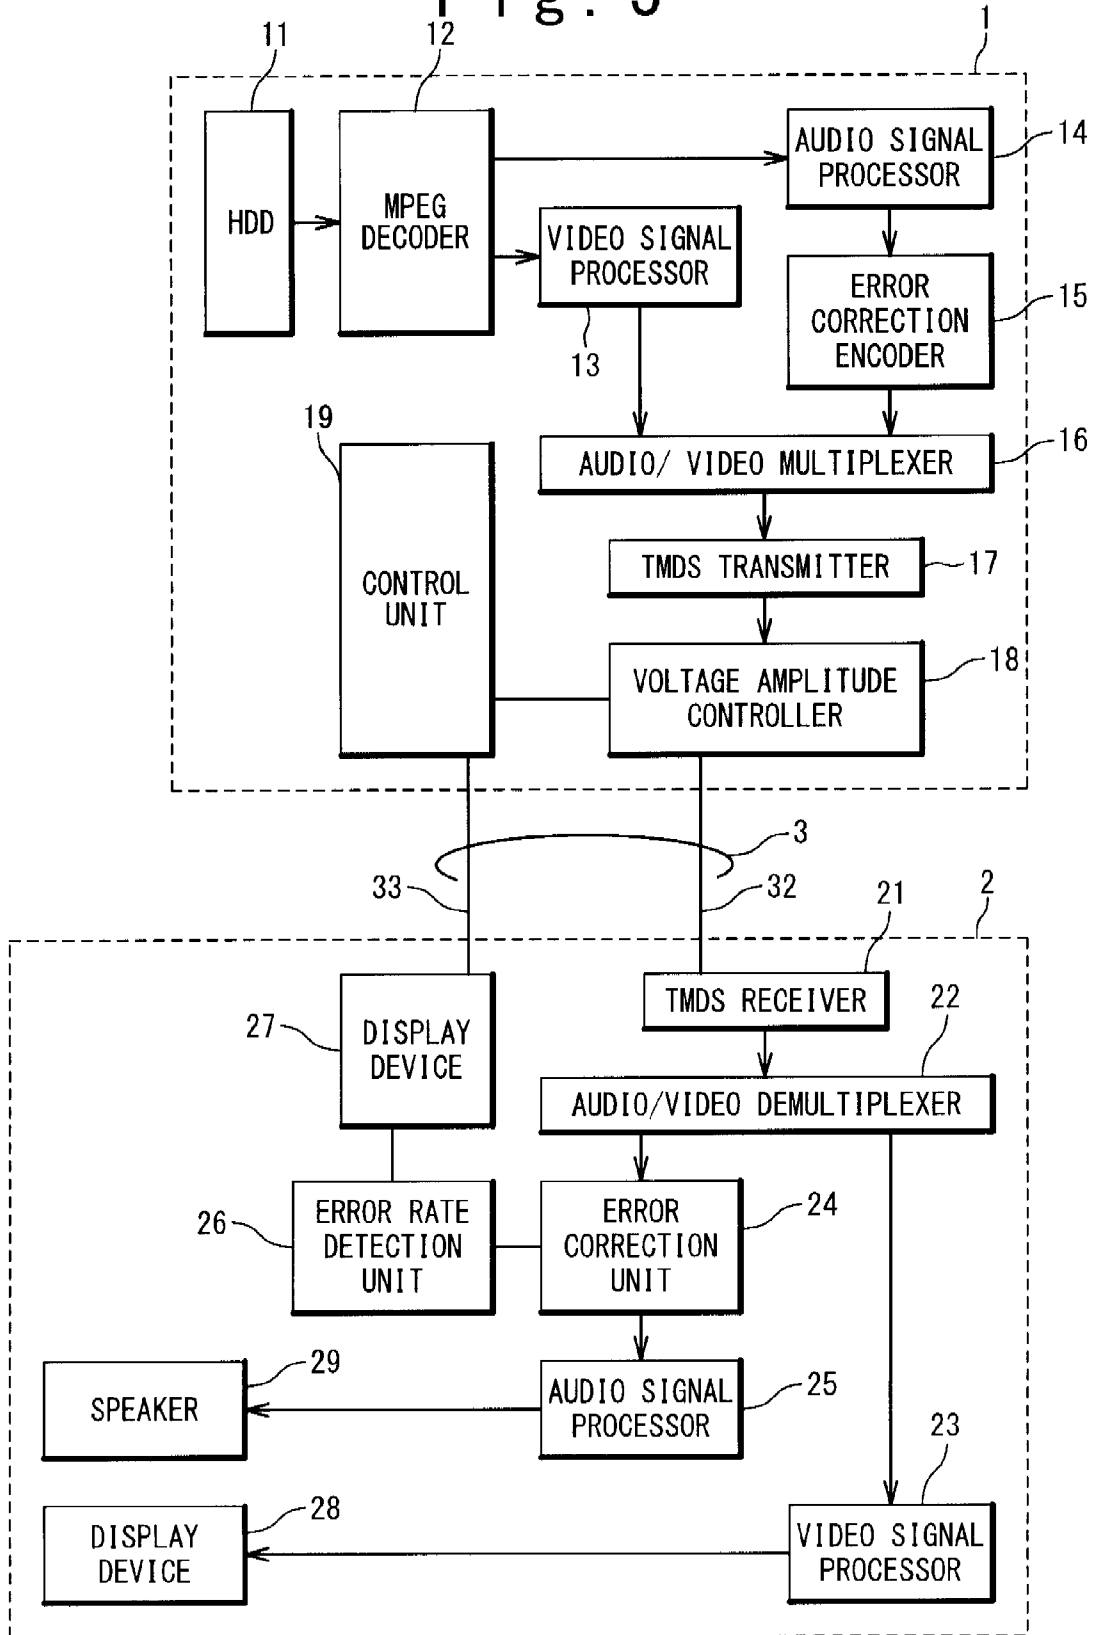 Fig. 3
11
12
1
HDD
MPEG
DECODER
AUDIO SIGNAL
PROCESSOR
14
VIDEO SIGNAL
PROCESSOR
13
ERROR
CORRECTION
ENCODER
15
19
AUDIO/ VIDEO MULTIPLEXER
16
CONTROL
UNIT
TMDS TRANSMITTER
17
VOLTAGE AMPLITUDE
CONTROLLER
18
3
33
32
21
2
27
DISPLAY
DEVICE
TMDS RECEIVER
22
AUDIO/VIDEO DEMULTIPLEXER
26
ERROR RATE
DETECTION
UNIT
ERROR
CORRECTION
UNIT
24
29
SPEAKER
AUDIO SIGNAL
PROCESSOR
25
23
28
DISPLAY
DEVICE
VIDEO SIGNAL
PROCESSOR